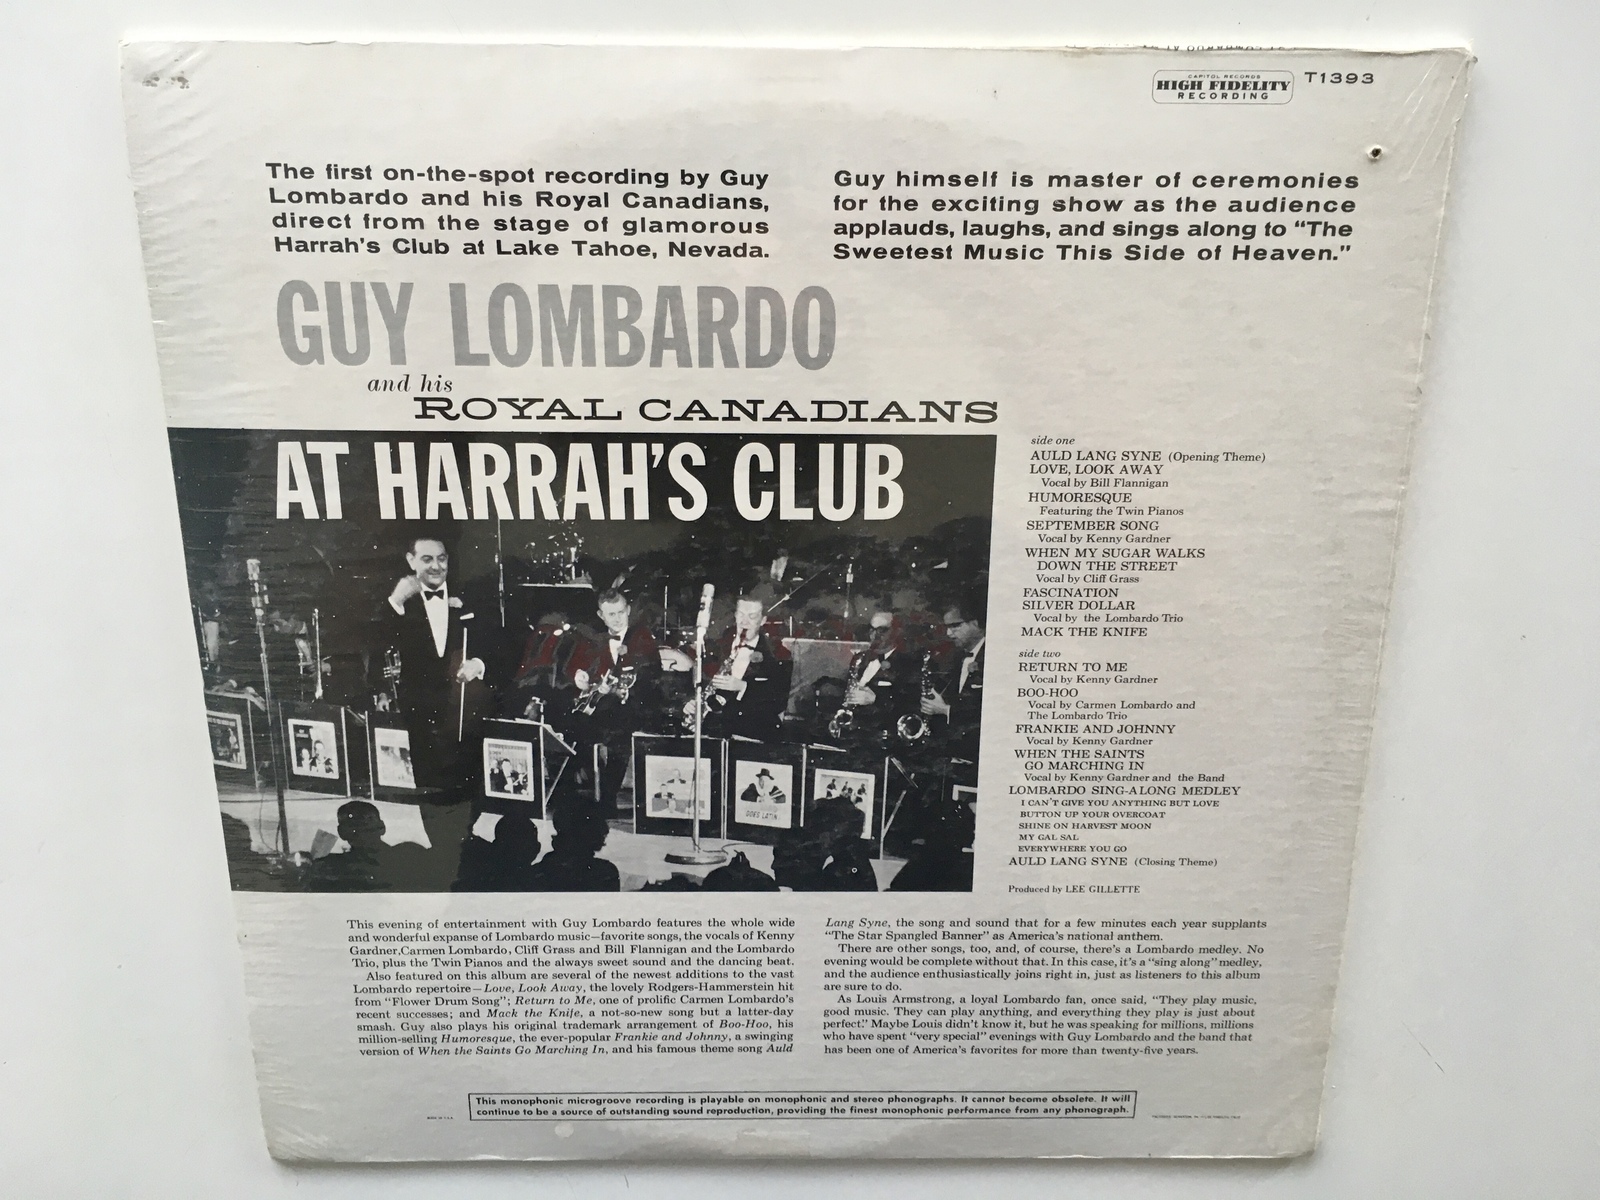 CAPITOL RECORDS
HIGH FIDELITY
RECORDING
T1393
The first on-the-spot recording by Guy
Lombardo and his Royal Canadians,
direct from the stage of glamorous
Harrah's Club at Lake Tahoe, Nevada.
Guy himself is master of ceremonies
for the exciting show as the audience
applauds, laughs, and sings along to "The
Sweetest Music This Side of Heaven."
GUY LOMBARDO
and his
ROYAL CANADIANS
AT HARRAH'S CLUB
GOES LATIN
side one
AULD LANG SYNE (Opening Theme)
LOVE, LOOK AWAY
Vocal by Bill Flannigan
HUMORESQUE
Featuring the Twin Pianos
SEPTEMBER SONG
Vocal by Kenny Gardner
WHEN MY SUGAR WALKS
DOWN THE STREET
Vocal by Cliff Grass
FASCINATION
SILVER DOLLAR
Vocal by the Lombardo Trio
MACK THE KNIFE
side two
RETURN TO ME
Vocal by Kenny Gardner
BOO-HOO
Vocal by Carmen Lombardo and
The Lombardo Trio
FRANKIE AND JOHNNY
Vocal by Kenny Gardner
WHEN THE SAINTS
GO MARCHING IN
Vocal by Kenny Gardner and the Band
LOMBARDO SING-ALONG MEDLEY
I CAN'T GIVE YOU ANYTHING BUT LOVE
BUTTON UP YOUR OVERCOAT
SHINE ON HARVEST MOON
MY GAL SAL
EVERYWHERE YOU GO
AULD LANG SYNE (Closing Theme)
Produced by LEE GILLETTE
This evening of entertainment with Guy Lombardo features the whole wide
and wonderful expanse of Lombardo music—favorite songs, the vocals of Kenny
Gardner,Carmen Lombardo, Cliff Grass and Bill Flannigan and the Lombardo
Trio, plus the Twin Pianos and the always sweet sound and the dancing beat.
Also featured on this album are several of the newest additions to the vast
Lombardo repertoire—Love, Look Away, the lovely Rodgers-Hammerstein hit
from "Flower Drum Song"; Return to Me, one of prolific Carmen Lombardo's
recent successes; and Mack the Knife, a not-so-new song but a latter-day
smash. Guy also plays his original trademark arrangement of Boo-Hoo, his
million-selling Humoresque, the ever-popular Frankie and Johnny, a swinging
version of When the Saints Go Marching In, and his famous theme song Auld
Lang Syne, the song and sound that for a few minutes each year supplants
"The Star Spangled Banner" as America's national anthem.
There are other songs, too, and, of course, there's a Lombardo medley. No
evening would be complete without that. In this case, it's a "sing along" medley,
and the audience enthusiastically joins right in, just as listeners to this album
are sure to do.
As Louis Armstrong, a loyal Lombardo fan, once said, "They play music,
good music. They can play anything, and everything they play is just about
perfect." Maybe Louis didn't know it, but he was speaking for millions, millions
who have spent "very special" evenings with Guy Lombardo and the band that
has been one of America's favorites for more than twenty-five years.
This monophonic microgroove recording is playable on monophonic and stereo phonographs. It cannot become obsolete. It will
continue to be a source of outstanding sound reproduction, providing the finest monophonic performance from any phonograph.